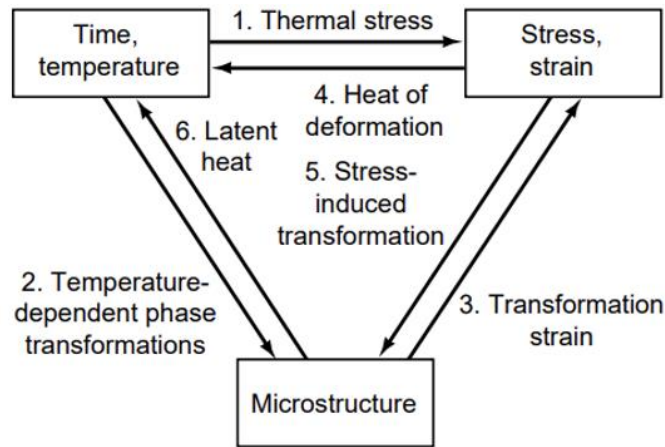 Time,
temperature
1. Thermal stress
Stress,
strain
4. Heat of
deformation
6. Latent
heat
5. Stress-
induced
transformation
2. Temperature-
dependent phase
transformations
3. Transformation
strain
Microstructure